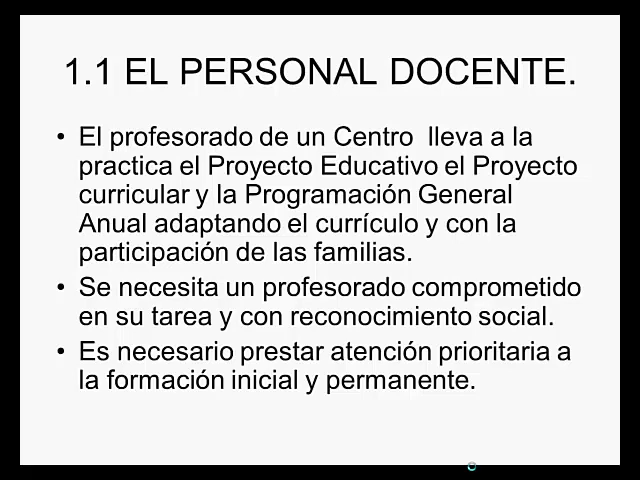 1.1 EL PERSONAL DOCENTE.
• El profesorado de un Centro  lleva a la
practica el Proyecto Educativo el Proyecto
curricular y la Programación General
Anual adaptando el currículo y con la
participación de las familias.
• Se necesita un profesorado comprometido
en su tarea y con reconocimiento social.
• Es necesario prestar atención prioritaria a
la formación inicial y permanente.